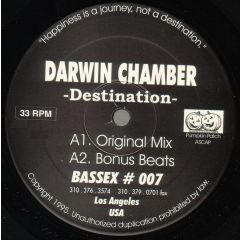 "Happiness is a journey, not a destination."
DARWIN CHAMBER
-Destination-
33 RPM
Pumpkin Patch
ASCAP
A1. Original Mix
A2. Bonus Beats
BASSEX # 007
310 . 376 . 3574    310 . 379 . 0701 fax
Los Angeles
USA
Copyright 1995. Unauthorized duplication prohibited by law.